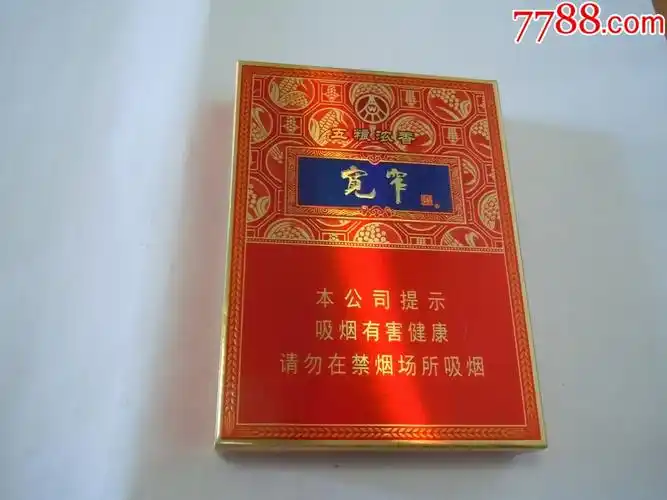 7788.com
五粮浓香
宽窄
本公司提示
吸烟有害健康
请勿在禁烟场所吸烟